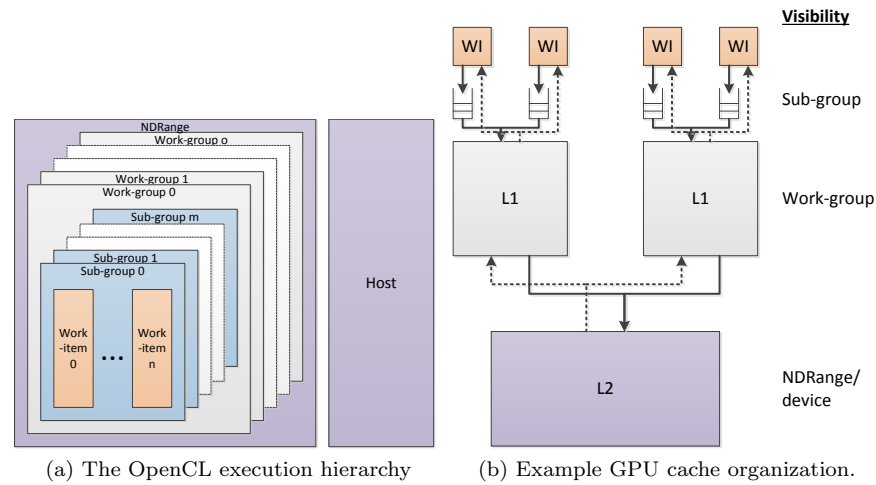 NDRange
Work-group o
Work-group 1
Work-group 0
Sub-group m
Sub-group 1
Sub-group 0
Work
-item
0
...
Work
-item
n
Host
(a) The OpenCL execution hierarchy
Visibility
WI
WI
WI
WI
Sub-group
L1
L1
Work-group
L2
NDRange/
device
(b) Example GPU cache organization.